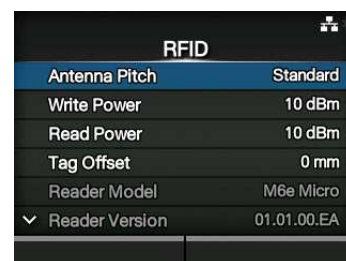 RFID
Antenna Pitch Standard
Write Power 10 dBm
Read Power 10 dBm
Tag Offset 0 mm
Reader Model M6e Micro
Reader Version 01.01.00.EA